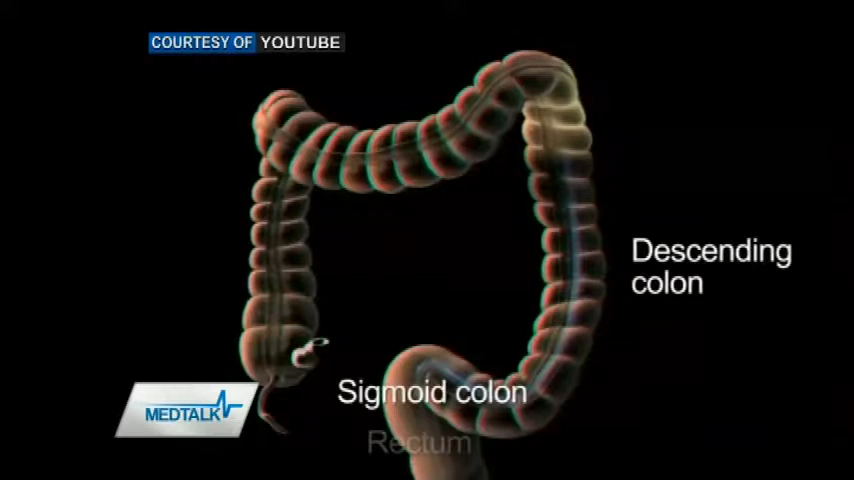 COURTESY OF YOUTUBE
Descending
colon
Sigmoid colon
MEDTALK
Rectum